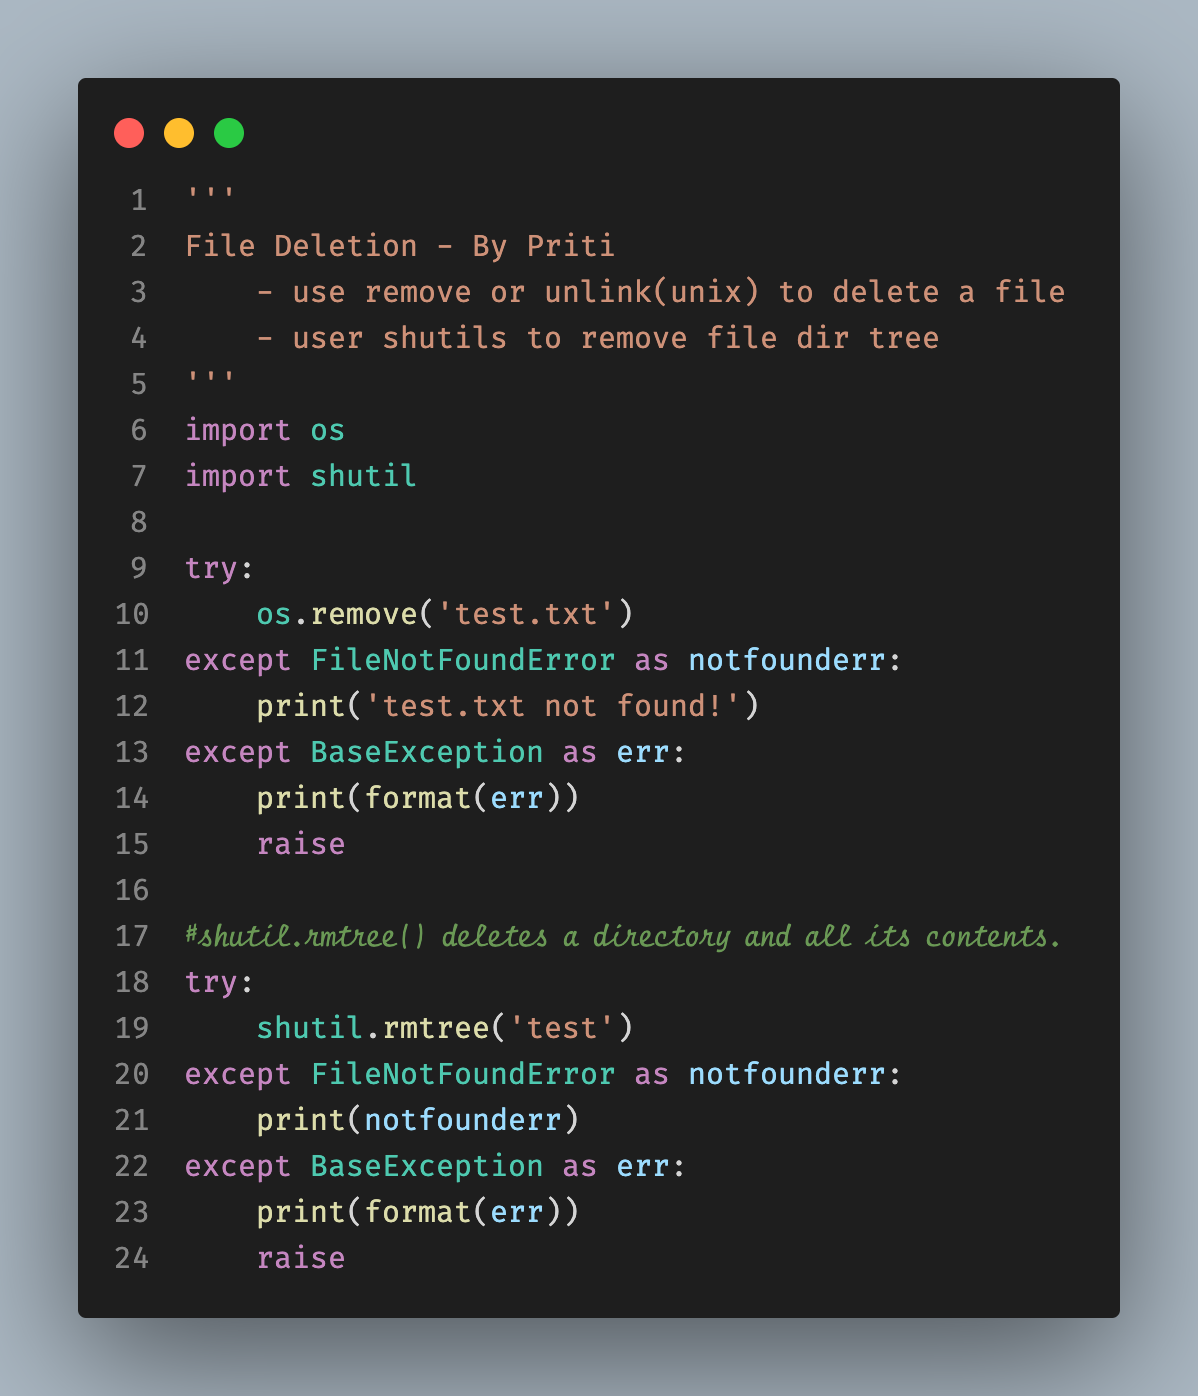 1 '''
2 File Deletion - By Priti
3     - use remove or unlink(unix) to delete a file
4     - user shutils to remove file dir tree
5 '''
6 import os
7 import shutil
8
9 try:
10     os.remove('test.txt')
11 except FileNotFoundError as notfounderr:
12     print('test.txt not found!')
13 except BaseException as err:
14     print(format(err))
15     raise
16
17 #shutil.rmtree() deletes a directory and all its contents.
18 try:
19     shutil.rmtree('test')
20 except FileNotFoundError as notfounderr:
21     print(notfounderr)
22 except BaseException as err:
23     print(format(err))
24     raise